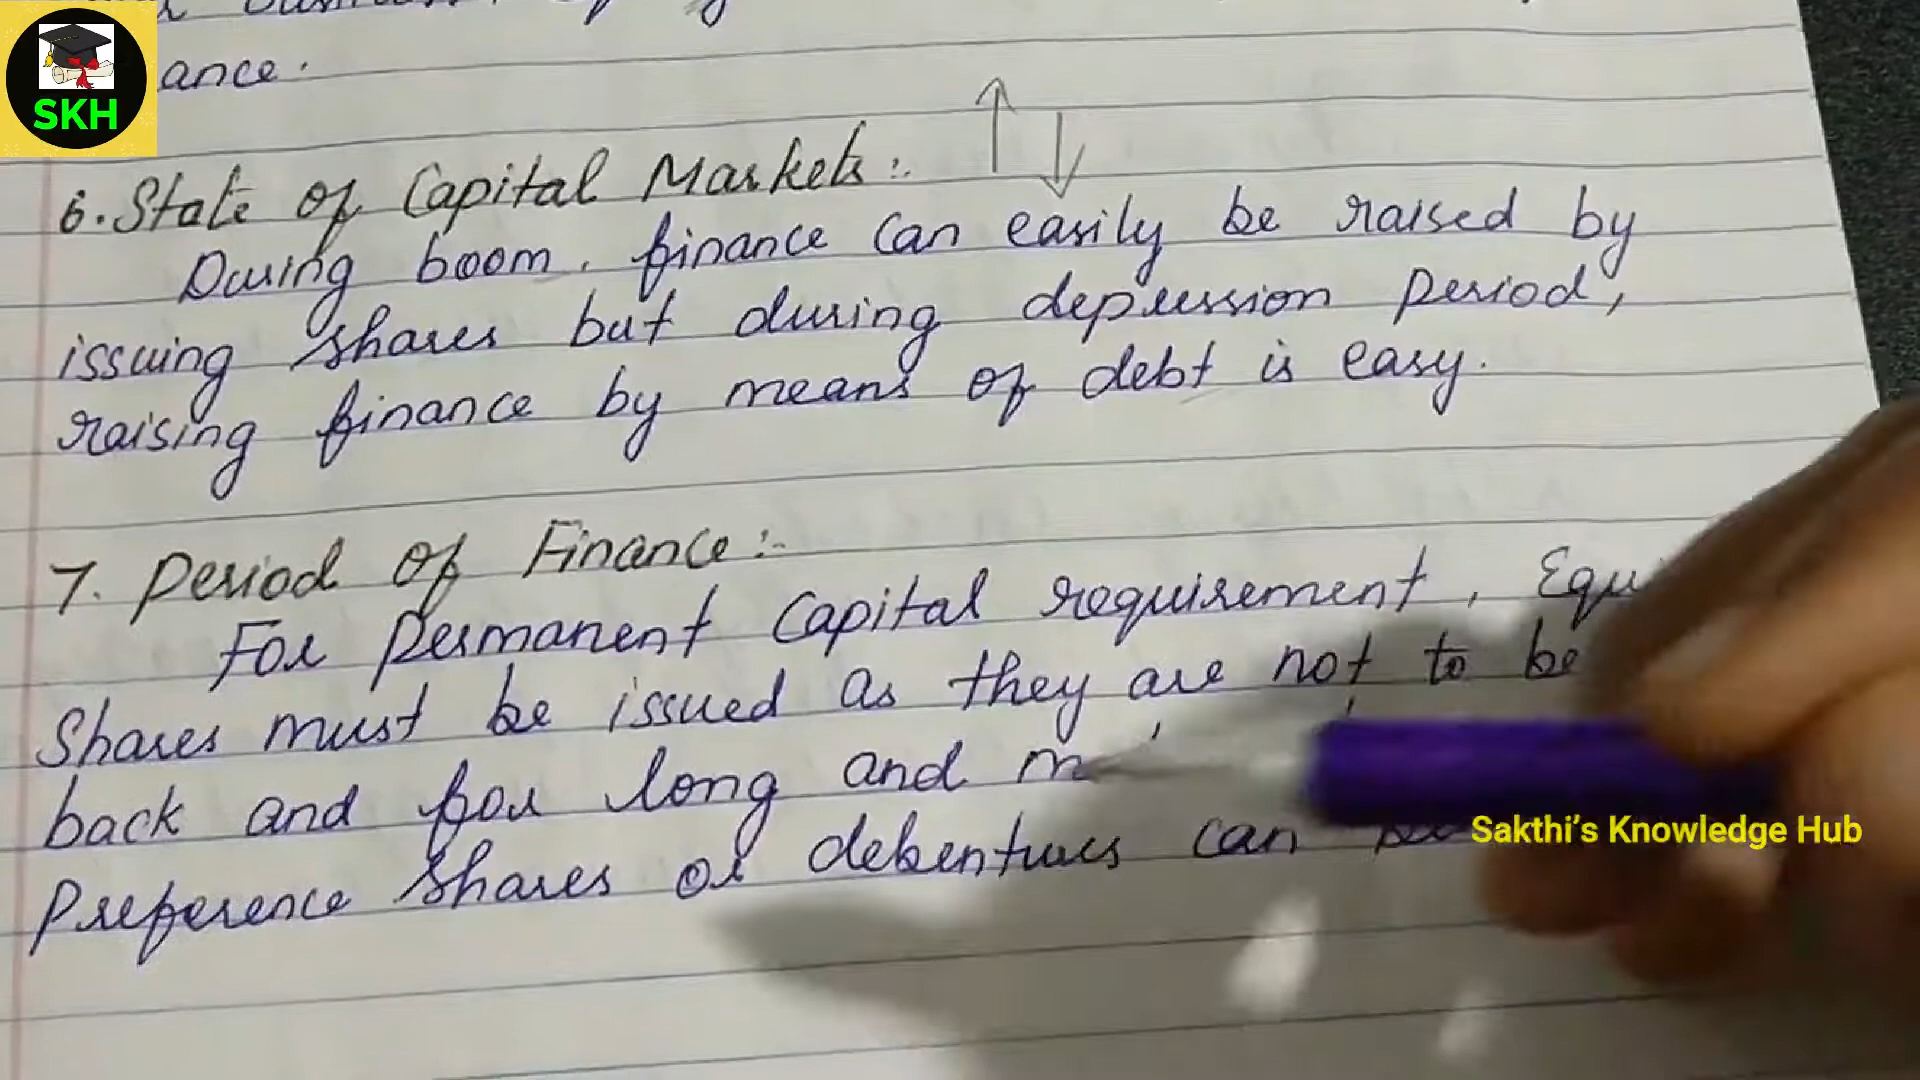 SKH
ance.
6. State of Capital Markets:.
During boom, finance can easily be raised by
issuing shares but during depression period,
raising finance by means of debt is easy.
7. Period of Finance:-
For permanent Capital requirement, Equ
Shares must be issued as they are not to be
back and for long and m
Preference Shares or debentures can be
Sakthi's Knowledge Hub